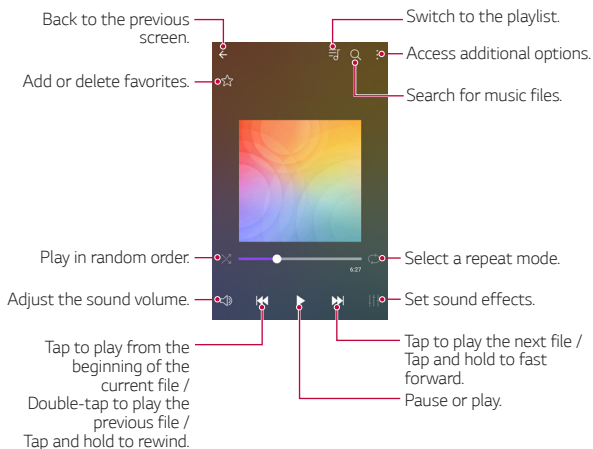 Back to the previous
screen.
Switch to the playlist.
Access additional options.
Add or delete favorites.
Search for music files.
6:27
Play in random order.
Select a repeat mode.
Adjust the sound volume.
Set sound effects.
Tap to play from the
beginning of the
current file /
Double-tap to play the
previous file /
Tap and hold to rewind.
Tap to play the next file /
Tap and hold to fast
forward.
Pause or play.